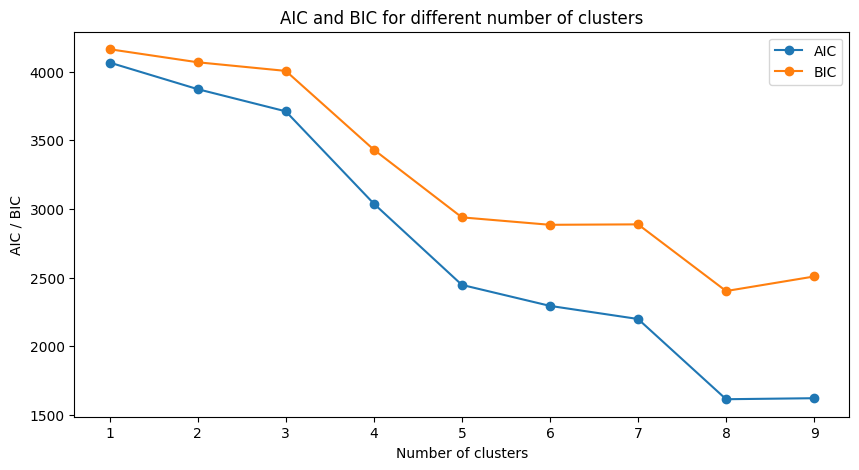 AIC and BIC for different number of clusters
AIC
BIC
4000
3500
3000
2500
2000
1500
AIC / BIC
1 2 3 4 5 6 7 8 9
Number of clusters